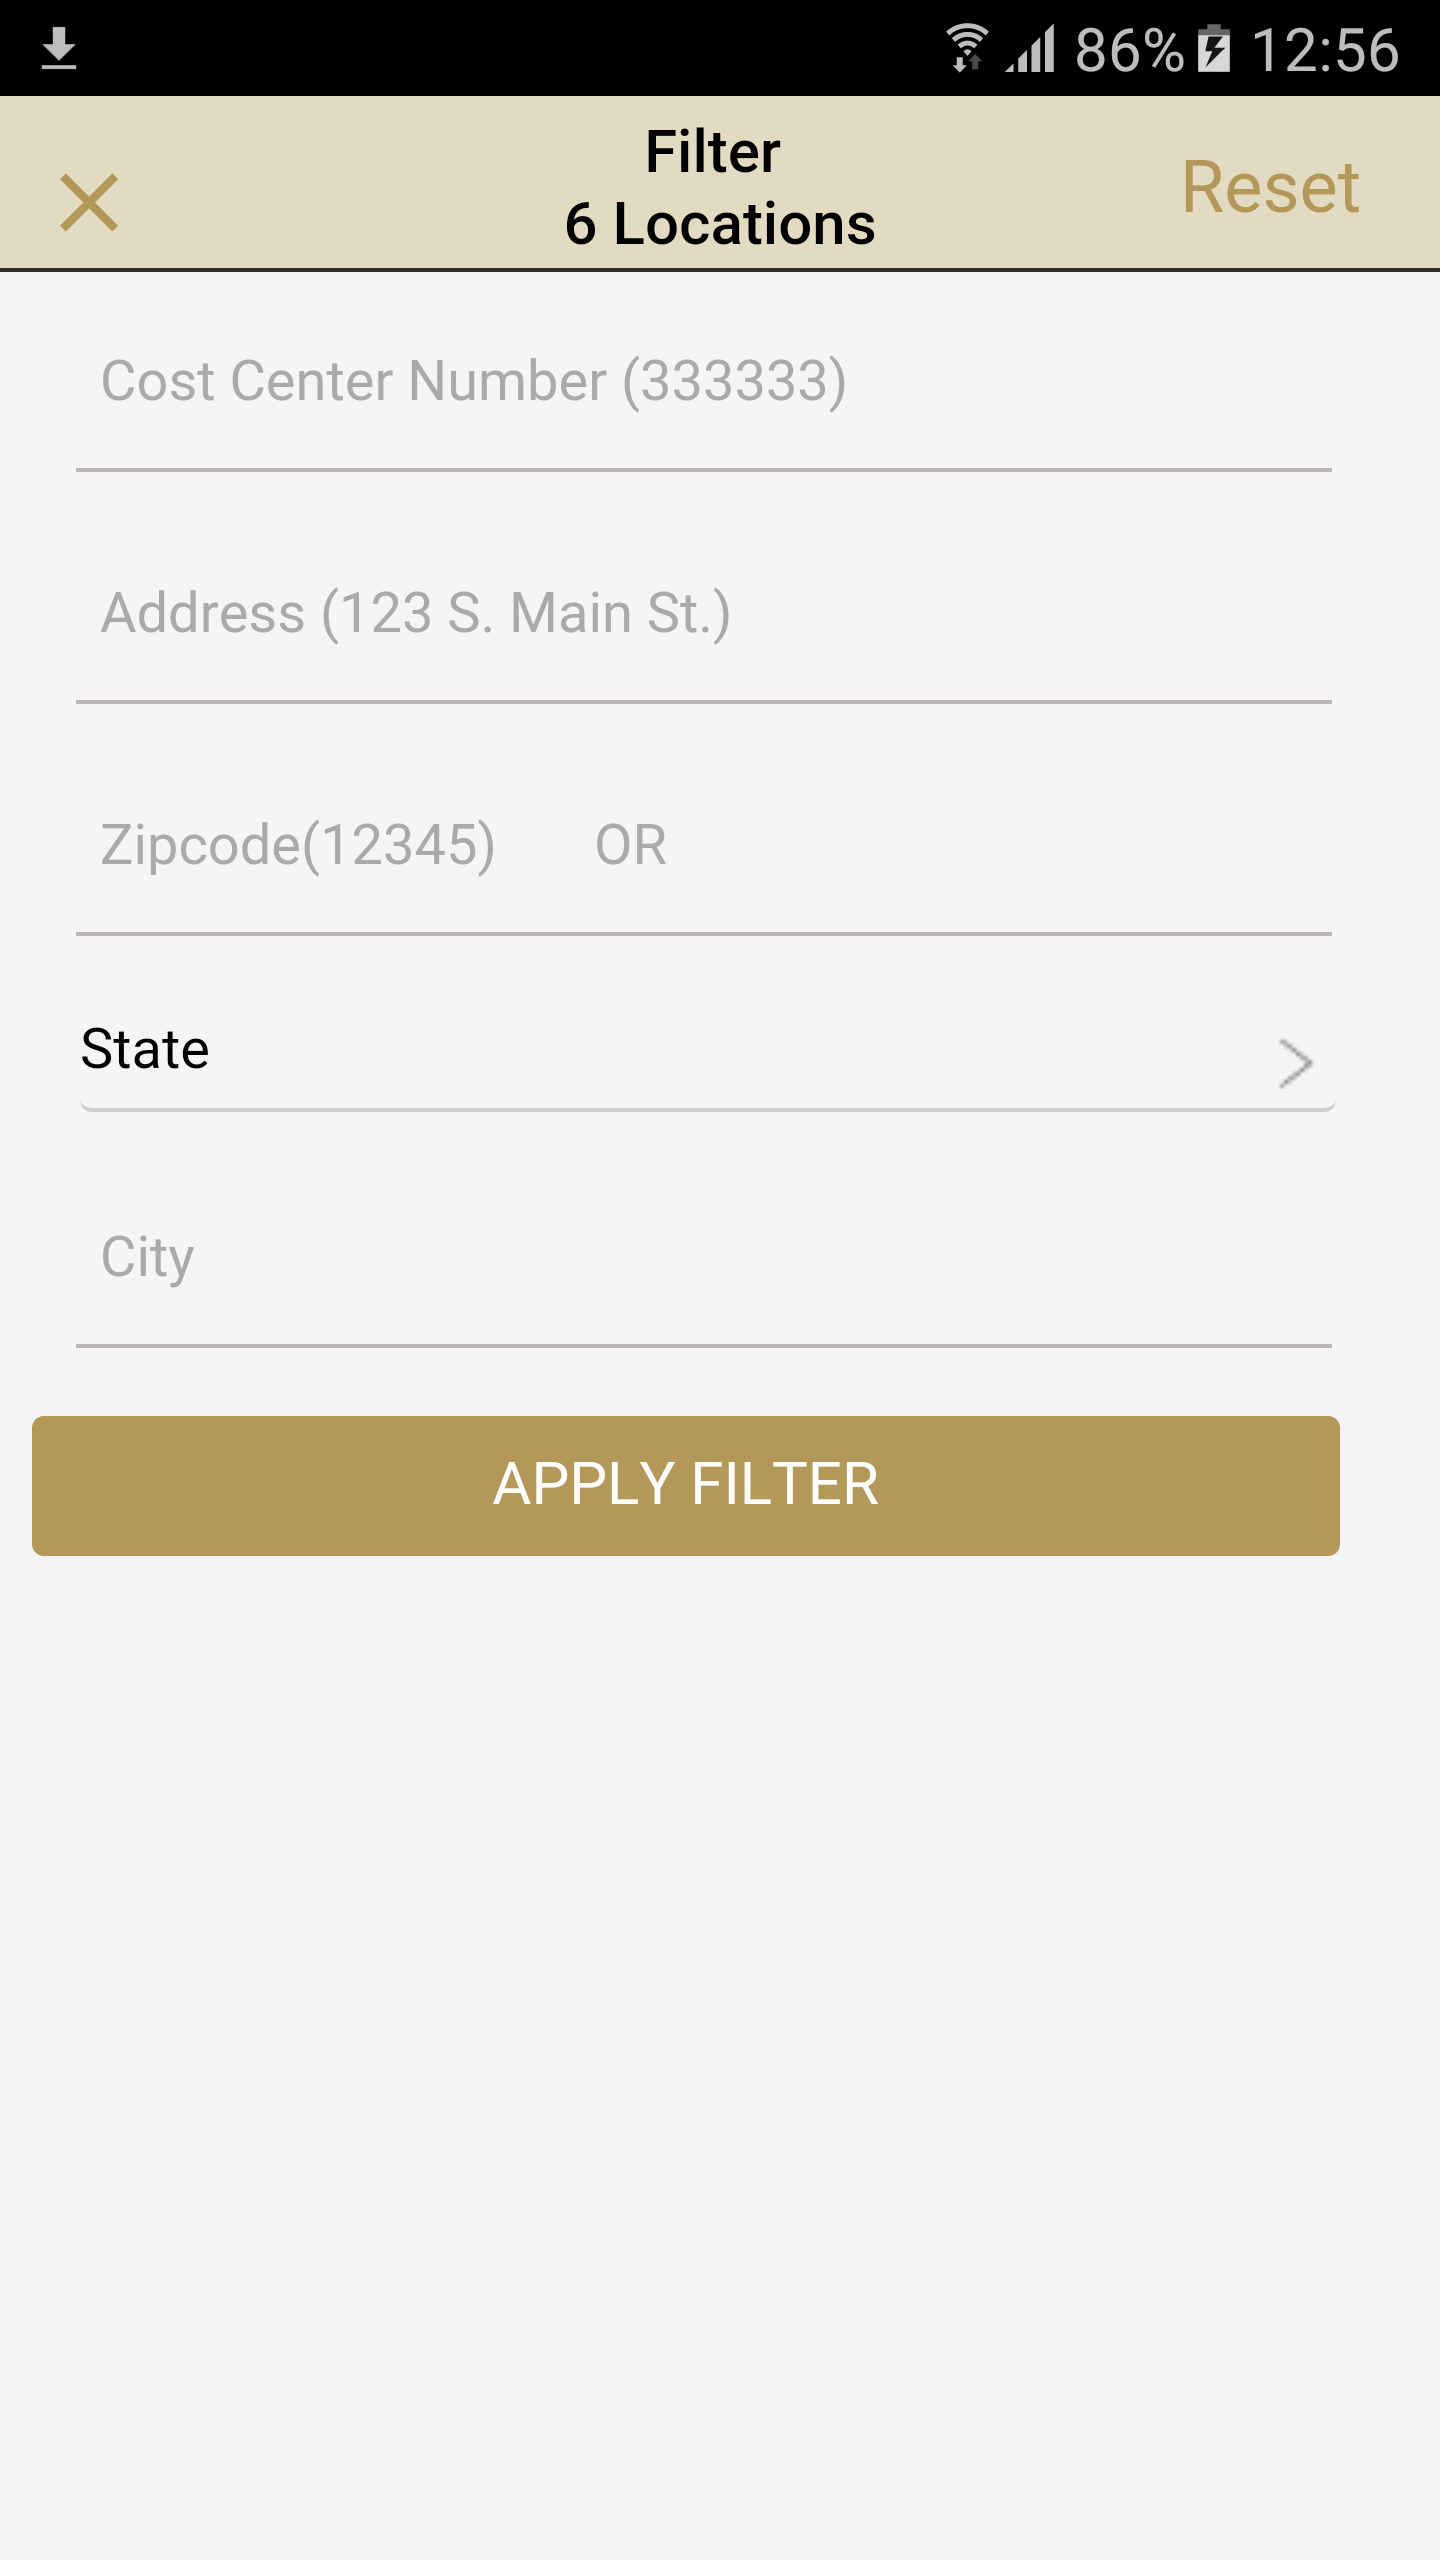 86% 12:56
Filter
6 Locations
Reset
Cost Center Number (333333)
Address (123 S. Main St.)
Zipcode(12345) OR
State
City
APPLY FILTER